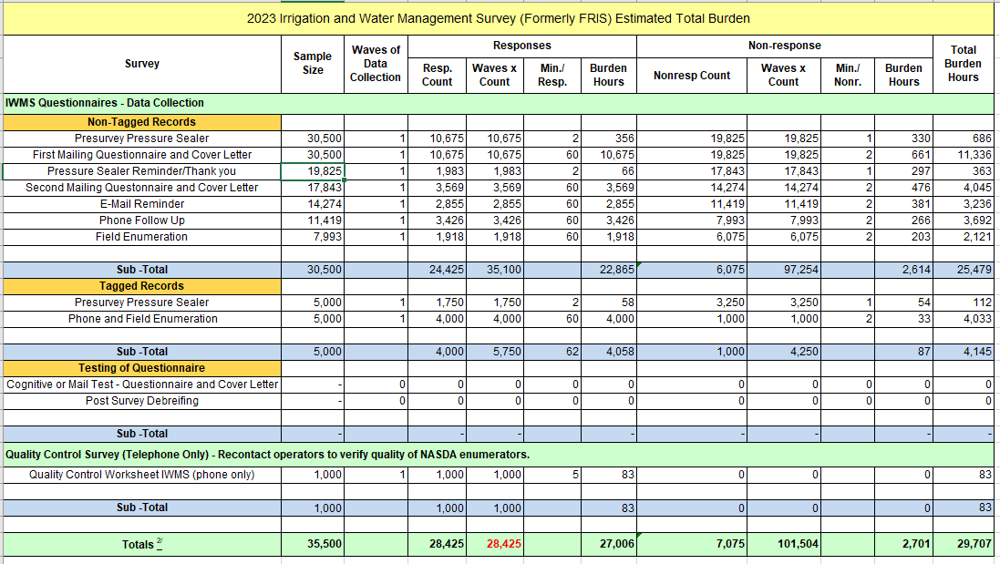 2023 Irrigation and Water Management Survey (Formerly FRIS) Estimated Total Burden
Survey Sample Size Waves of Data Collection Responses Non-response Total Burden Hours
Resp. Count Waves x Count Min./ Resp. Burden Hours Nonresp Count Waves x Count Min./ Nonr. Burden Hours
IWMS Questionnaires - Data Collection
Non-Tagged Records
Presurvey Pressure Sealer 30,500 1 10,675 10,675 2 356 19,825 19,825 1 330 686
First Mailing Questionnaire and Cover Letter 30,500 1 10,675 10,675 60 10,675 19,825 19,825 2 661 11,336
Pressure Sealer Reminder/Thank you 19,825 1 1,983 1,983 2 66 17,843 17,843 1 297 363
Second Mailing Questonnaire and Cover Letter 17,843 1 3,569 3,569 60 3,569 14,274 14,274 2 476 4,045
E-Mail Reminder 14,274 1 2,855 2,855 60 2,855 11,419 11,419 2 381 3,236
Phone Follow Up 11,419 1 3,426 3,426 60 3,426 7,993 7,993 2 266 3,692
Field Enumeration 7,993 1 1,918 1,918 60 1,918 6,075 6,075 2 203 2,121
Sub -Total 30,500 24,425 35,100 22,865 6,075 97,254 2,614 25,479
Tagged Records
Presurvey Pressure Sealer 5,000 1 1,750 1,750 2 58 3,250 3,250 1 54 112
Phone and Field Enumeration 5,000 1 4,000 4,000 60 4,000 1,000 1,000 2 33 4,033
Sub -Total 5,000 4,000 5,750 62 4,058 1,000 4,250 87 4,145
Testing of Questionnaire
Cognitive or Mail Test - Questionnaire and Cover Letter - 0 0 0 0 0 0 0 0 0 0
Post Survey Debreifing - 0 0 0 0 0 0 0 0 0 0
Sub -Total - - - - - - - -
Quality Control Survey (Telephone Only) - Recontact operators to verify quality of NASDA enumerators.
Quality Control Worksheet IWMS (phone only) 1,000 1 1,000 1,000 5 83 0 0 0 83
Sub -Total 1,000 1,000 1,000 83 0 0 0 83
Totals 2/ 35,500 28,425 28,425 27,006 7,075 101,504 2,701 29,707